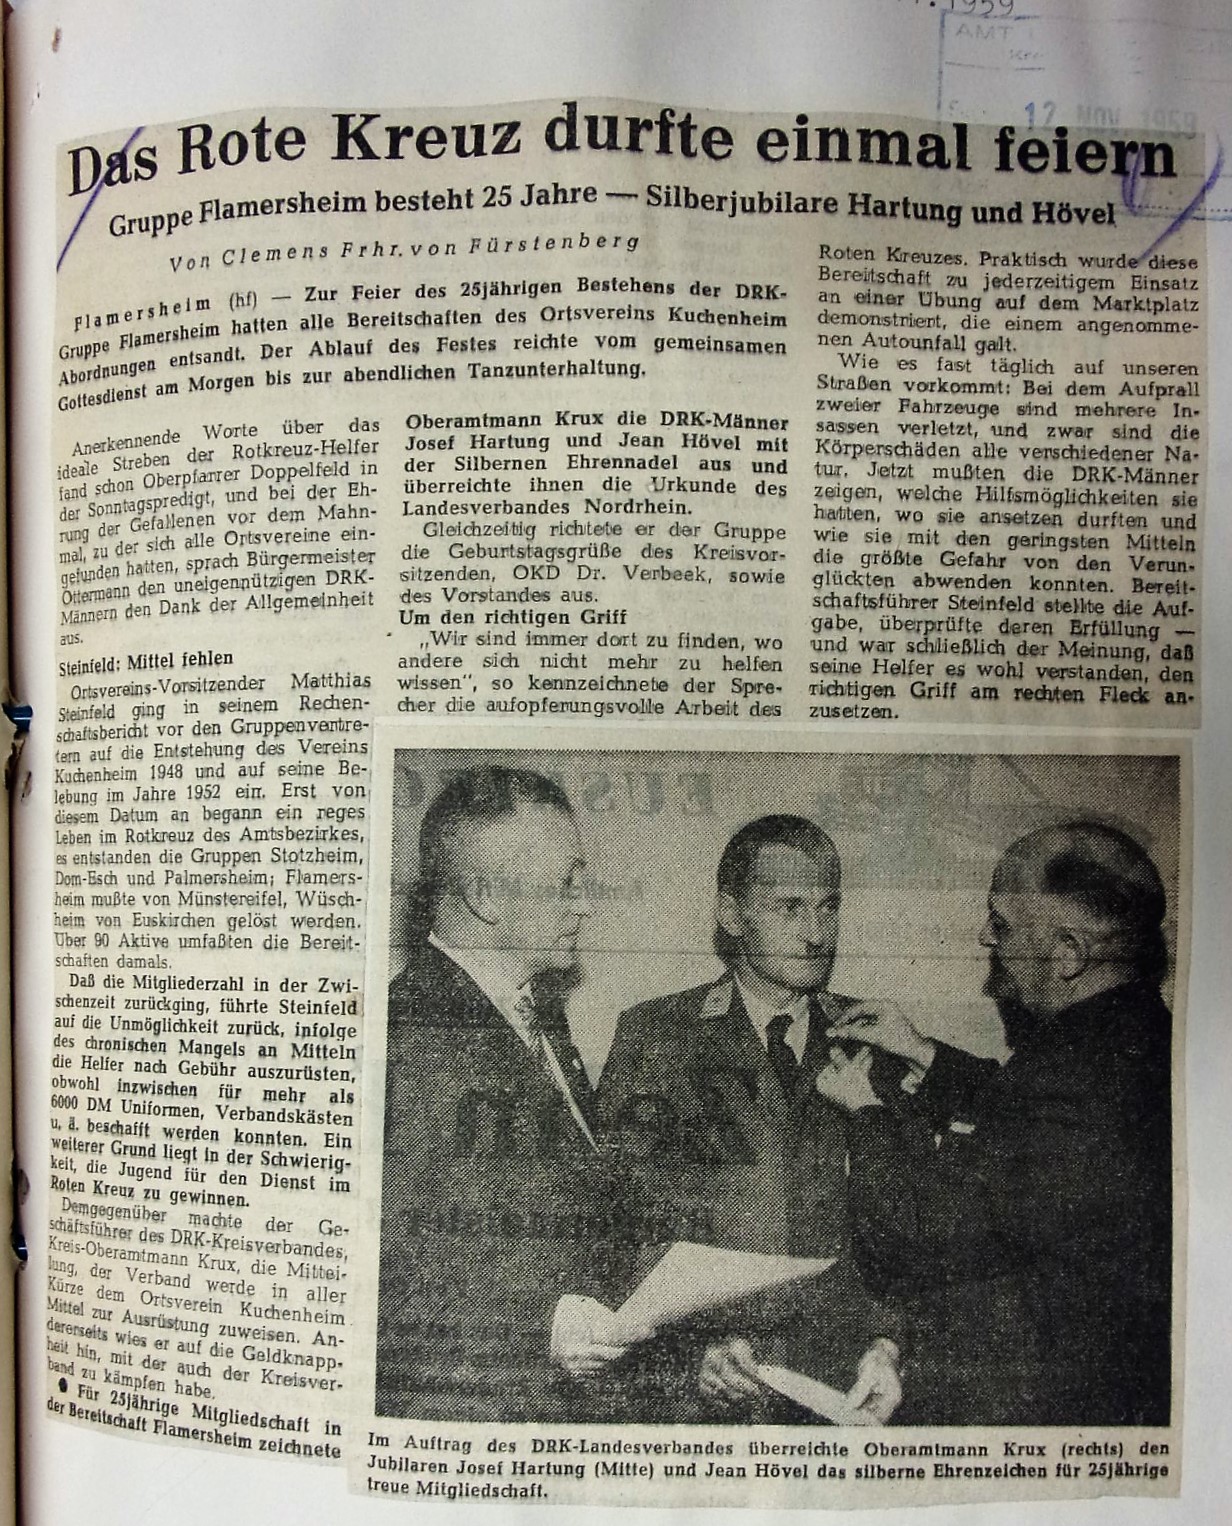 1959
AMT
12 NOV 1959
Das Rote Kreuz durfte einmal feiern
Gruppe Flamersheim besteht 25 Jahre — Silberjubilare Hartung und Hövel
Von Clemens Frhr. von Fürstenberg
Flamersheim (hf) — Zur Feier des 25jährigen Bestehens der DRK-
Gruppe Flamersheim hatten alle Bereitschaften des Ortsvereins Kuchenheim
Abordnungen entsandt. Der Ablauf des Festes reichte vom gemeinsamen
Gottesdienst am Morgen bis zur abendlichen Tanzunterhaltung.
Anerkennende Worte über das
ideale Streben der Rotkreuz-Helfer
fand schon Oberpfarrer Doppelfeld in
der Sonntagspredigt, und bei der Eh-
rung der Gefallenen vor dem Mahn-
mal, zu der sich alle Ortsvereine ein-
gefunden hatten, sprach Bürgermeister
Ottermann den uneigennützigen DRK-
Männern den Dank der Allgemeinheit
aus.
Steinfeld: Mittel fehlen
Ortsvereins-Vorsitzender Matthias
Steinfeld ging in seinem Rechen-
schaftsbericht vor den Gruppenvertre-
tern auf die Entstehung des Vereins
Kuchenheim 1948 und auf seine Be-
lebung im Jahre 1952 ein. Erst von
diesem Datum an begann ein reges
Leben im Rotkreuz des Amtsbezirkes,
es entstanden die Gruppen Stotzheim,
Dom-Esch und Palmersheim; Flamers-
heim mußte von Münstereifel, Wüsch-
heim von Euskirchen gelöst werden.
Über 90 Aktive umfaßten die Bereit-
schaften damals.
Daß die Mitgliederzahl in der Zwi-
schenzeit zurückging, führte Steinfeld
auf die Unmöglichkeit zurück, infolge
des chronischen Mangels an Mitteln
die Helfer nach Gebühr auszurüsten,
obwohl inzwischen für mehr als
6000 DM Uniformen, Verbandskästen
u. ä. beschafft werden konnten. Ein
weiterer Grund liegt in der Schwierig-
keit, die Jugend für den Dienst im
Roten Kreuz zu gewinnen.
Demgegenüber machte der Ge-
schäftsführer des DRK-Kreisverbandes,
Kreis-Oberamtmann Krux, die Mittei-
lung, der Verband werde in aller
Kürze dem Ortsverein Kuchenheim
Mittel zur Ausrüstung zuweisen. An-
dererseits wies er auf die Geldknapp-
heit hin, mit der auch der Kreisver-
band zu kämpfen habe.
● Für 25jährige Mitgliedschaft in
der Bereitschaft Flamersheim zeichnete
Oberamtmann Krux die DRK-Männer
Josef Hartung und Jean Hövel mit
der Silbernen Ehrennadel aus und
überreichte ihnen die Urkunde des
Landesverbandes Nordrhein.
Gleichzeitig richtete er der Gruppe
die Geburtstagsgrüße des Kreisvor-
sitzenden, OKD Dr. Verbeek, sowie
des Vorstandes aus.
Um den richtigen Griff
„Wir sind immer dort zu finden, wo
andere sich nicht mehr zu helfen
wissen“, so kennzeichnete der Spre-
cher die aufopferungsvolle Arbeit des
Roten Kreuzes. Praktisch wurde diese
Bereitschaft zu jederzeitigem Einsatz
an einer Übung auf dem Marktplatz
demonstriert, die einem angenomme-
nen Autounfall galt.
Wie es fast täglich auf unseren
Straßen vorkommt: Bei dem Aufprall
zweier Fahrzeuge sind mehrere In-
sassen verletzt, und zwar sind die
Körperschäden alle verschiedener Na-
tur. Jetzt mußten die DRK-Männer
zeigen, welche Hilfsmöglichkeiten sie
hatten, wo sie ansetzen durften und
wie sie mit den geringsten Mitteln
die größte Gefahr von den Verun-
glückten abwenden konnten. Bereit-
schaftsführer Steinfeld stellte die Auf-
gabe, überprüfte deren Erfüllung —
und war schließlich der Meinung, daß
seine Helfer es wohl verstanden, den
richtigen Griff am rechten Fleck an-
zusetzen.
Im Auftrag des DRK-Landesverbandes überreichte Oberamtmann Krux (rechts) den
Jubilaren Josef Hartung (Mitte) und Jean Hövel das silberne Ehrenzeichen für 25jährige
treue Mitgliedschaft.